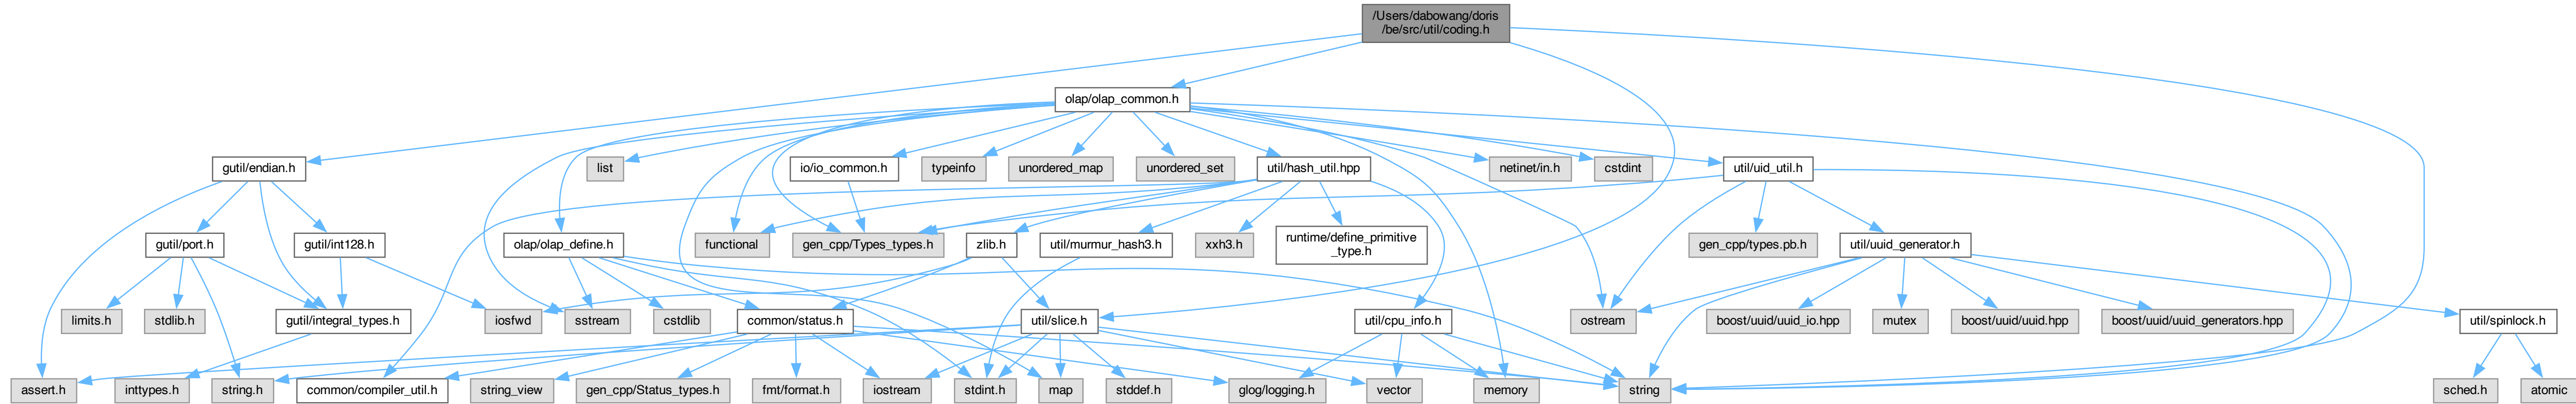 /Users/dabowang/doris
/be/src/util/coding.h
olap/olap_common.h
gutil/endian.h
list
io/io_common.h
typeinfo
unordered_map
unordered_set
util/hash_util.hpp
netinet/in.h
cstdint
util/uid_util.h
gutil/port.h
gutil/int128.h
olap/olap_define.h
functional
gen_cpp/Types_types.h
zlib.h
util/murmur_hash3.h
xxh3.h
runtime/define_primitive
_type.h
gen_cpp/types.pb.h
util/uuid_generator.h
limits.h
stdlib.h
gutil/integral_types.h
iosfwd
sstream
cstdlib
common/status.h
util/slice.h
util/cpu_info.h
ostream
boost/uuid/uuid_io.hpp
mutex
boost/uuid/uuid.hpp
boost/uuid/uuid_generators.hpp
util/spinlock.h
assert.h
inttypes.h
string.h
common/compiler_util.h
string_view
gen_cpp/Status_types.h
fmt/format.h
iostream
stdint.h
map
stddef.h
glog/logging.h
vector
memory
string
sched.h
atomic